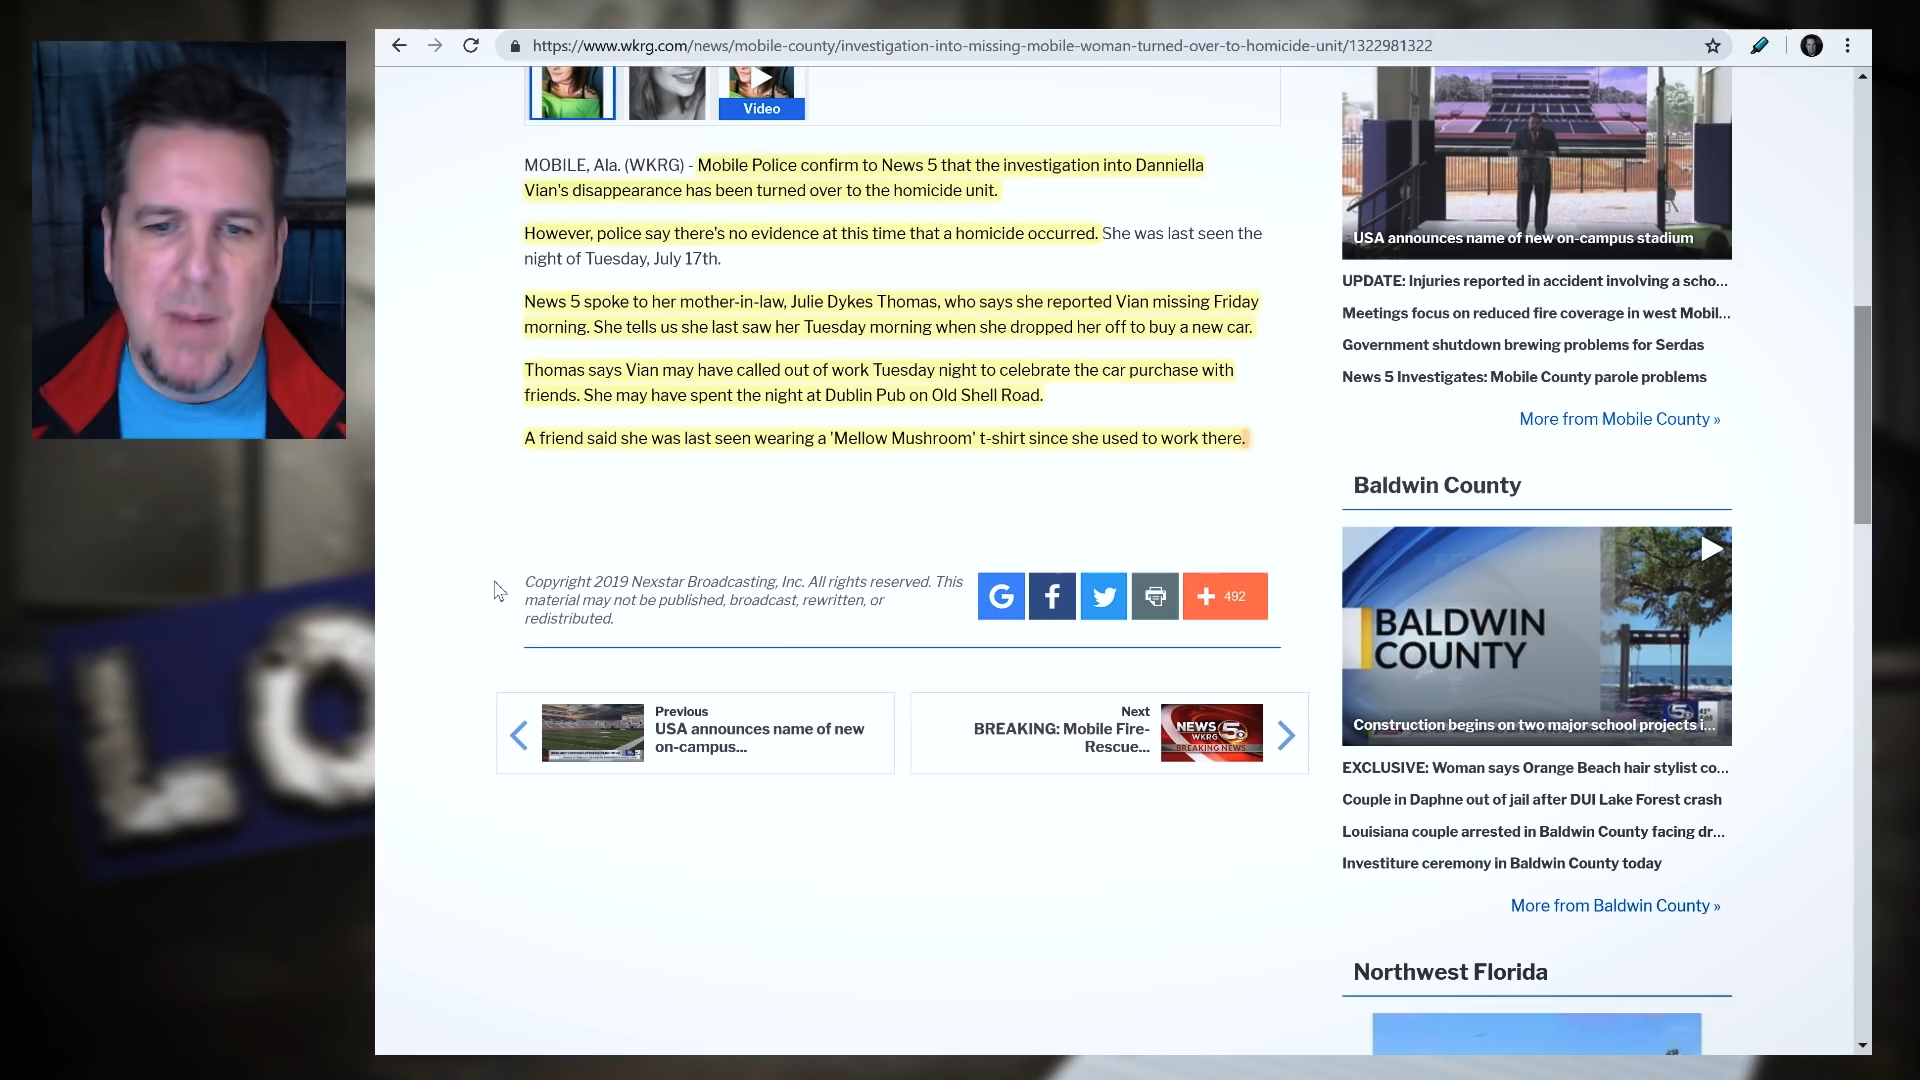 https://www.wkrg.com/news/mobile-county/investigation-into-missing-mobile-woman-turned-over-to-homicide-unit/1322981322
Video
MOBILE, Ala. (WKRG) - Mobile Police confirm to News 5 that the investigation into Danniella
Vian's disappearance has been turned over to the homicide unit.
However, police say there's no evidence at this time that a homicide occurred. She was last seen the
night of Tuesday, July 17th.
News 5 spoke to her mother-in-law, Julie Dykes Thomas, who says she reported Vian missing Friday
morning. She tells us she last saw her Tuesday morning when she dropped her off to buy a new car.
Thomas says Vian may have called out of work Tuesday night to celebrate the car purchase with
friends. She may have spent the night at Dublin Pub on Old Shell Road.
A friend said she was last seen wearing a 'Mellow Mushroom' t-shirt since she used to work there.
Copyright 2019 Nexstar Broadcasting, Inc. All rights reserved. This
material may not be published, broadcast, rewritten, or
redistributed.
G
f
+ 492
Previous
USA announces name of new
on-campus...
Next
BREAKING: Mobile Fire-
Rescue...
NEWS 5
WKRG
BREAKING NEWS
USA announces name of new on-campus stadium
UPDATE: Injuries reported in accident involving a scho...
Meetings focus on reduced fire coverage in west Mobil...
Government shutdown brewing problems for Serdas
News 5 Investigates: Mobile County parole problems
More from Mobile County »
Baldwin County
BALDWIN
COUNTY
Construction begins on two major school projects i...
EXCLUSIVE: Woman says Orange Beach hair stylist co...
Couple in Daphne out of jail after DUI Lake Forest crash
Louisiana couple arrested in Baldwin County facing dr...
Investiture ceremony in Baldwin County today
More from Baldwin County »
Northwest Florida
LO